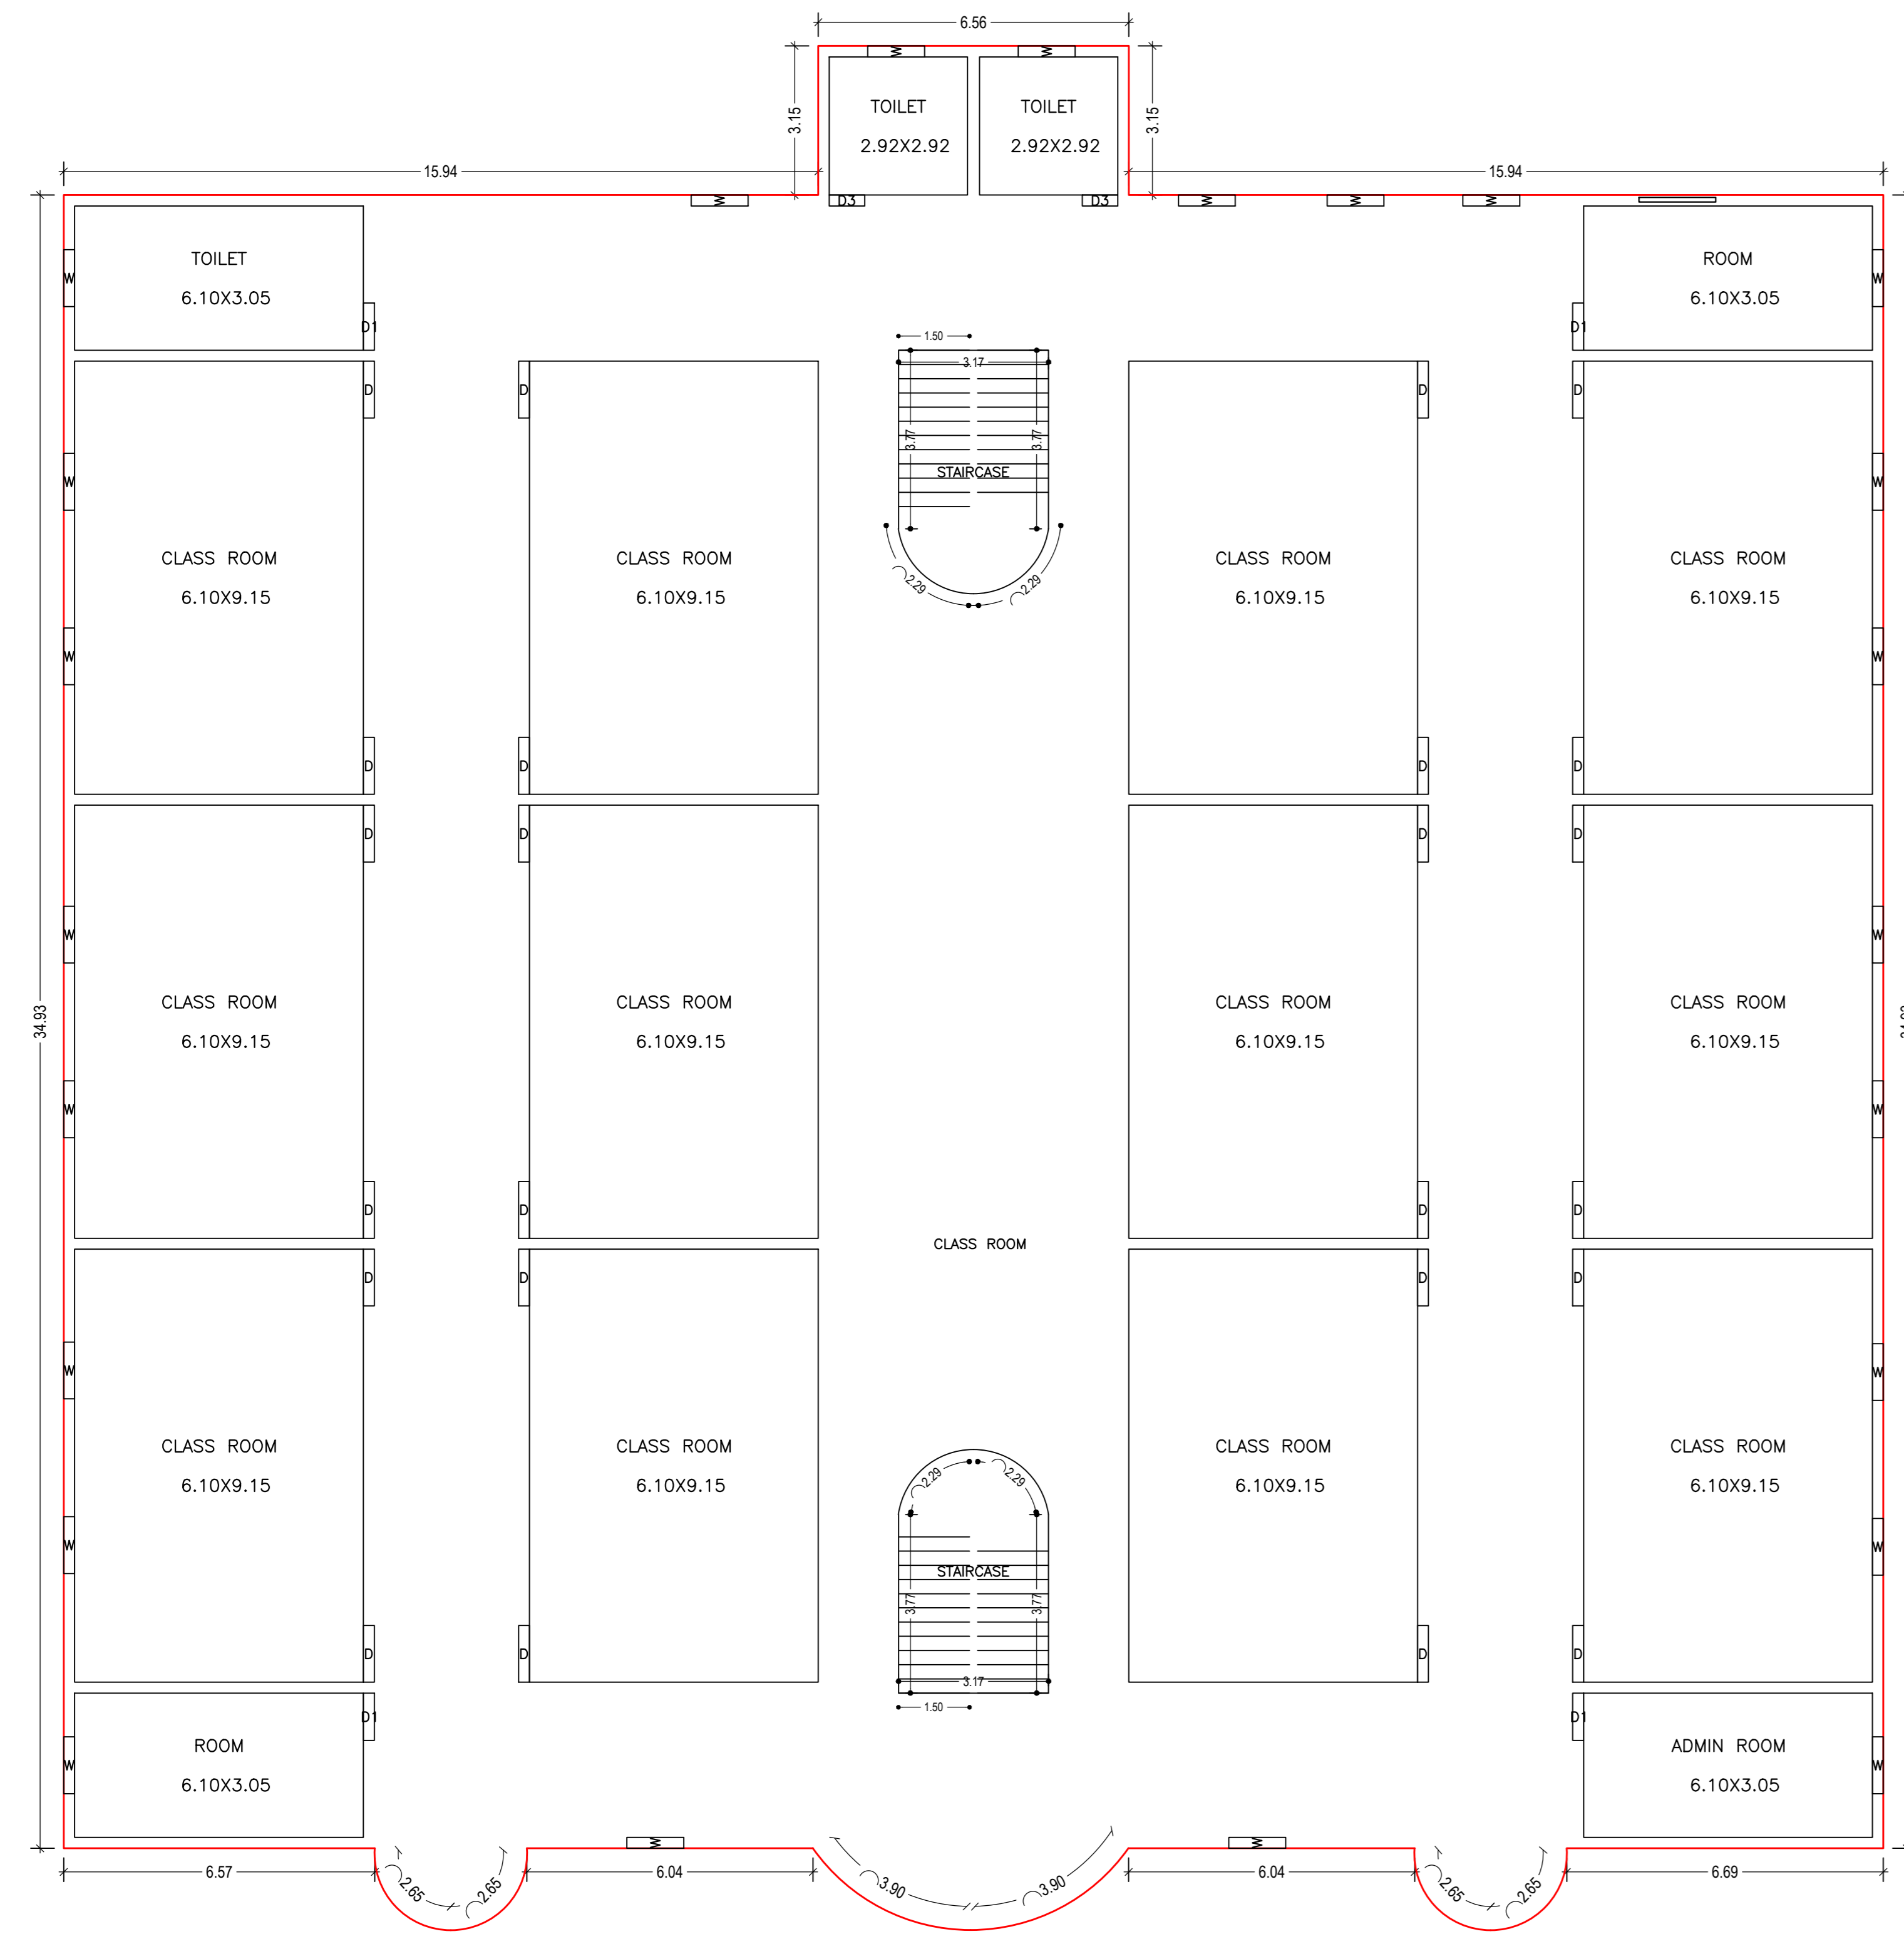 6.56
W W
3.15 TOILET TOILET 3.15
2.92X2.92 2.92X2.92
15.94 15.94
W D3 D3 W W W
TOILET ROOM
W W
6.10X3.05 6.10X3.05
D1 D1
1.50
3.17
D D D D
3.77 3.77
STAIRCASE
W W
CLASS ROOM CLASS ROOM CLASS ROOM CLASS ROOM
2.29 2.29
6.10X9.15 6.10X9.15 6.10X9.15 6.10X9.15
W W
D D D D
D D D D
W W
CLASS ROOM CLASS ROOM CLASS ROOM CLASS ROOM
34.93
6.10X9.15 6.10X9.15 6.10X9.15 6.10X9.15
W W
D D D D
CLASS ROOM
D D D D
W W
CLASS ROOM CLASS ROOM CLASS ROOM CLASS ROOM
2.29 2.29
6.10X9.15 6.10X9.15 6.10X9.15 6.10X9.15
W W
STAIRCASE
3.77 3.77
D D D D
3.17
1.50
D1 D1
ROOM ADMIN ROOM
W W
6.10X3.05 6.10X3.05
W W
6.57 6.04 6.04 6.69
2.65 2.65 3.90 3.90 2.65 2.65